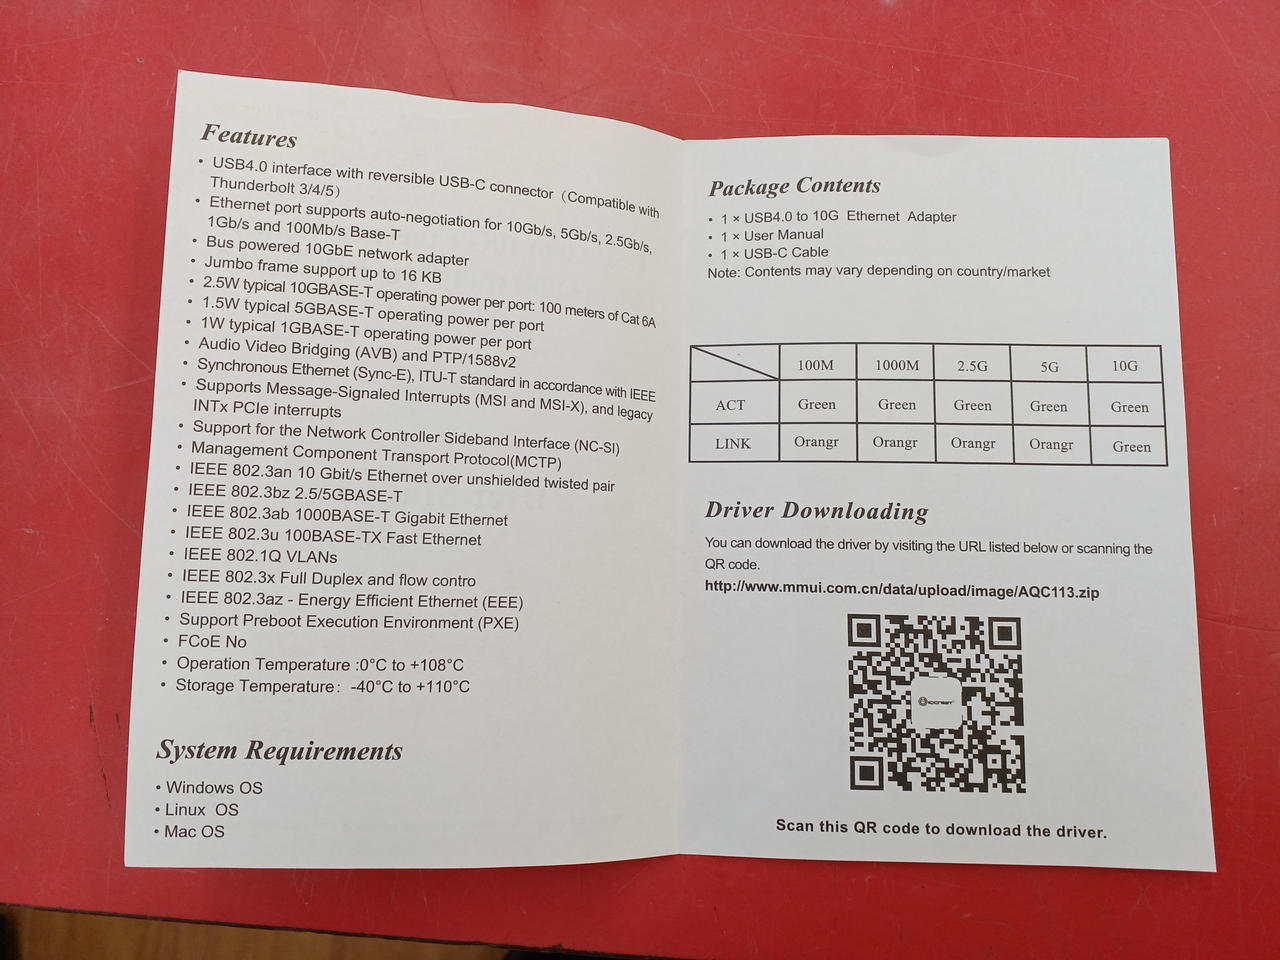 Features
• USB4.0 interface with reversible USB-C connector（Compatible with
Thunderbolt 3/4/5）
• Ethernet port supports auto-negotiation for 10Gb/s, 5Gb/s, 2.5Gb/s,
1Gb/s and 100Mb/s Base-T
• Bus powered 10GbE network adapter
• Jumbo frame support up to 16 KB
• 2.5W typical 10GBASE-T operating power per port: 100 meters of Cat 6A
• 1.5W typical 5GBASE-T operating power per port
• 1W typical 1GBASE-T operating power per port
• Audio Video Bridging (AVB) and PTP/1588v2
• Synchronous Ethernet (Sync-E), ITU-T standard in accordance with IEEE
• Supports Message-Signaled Interrupts (MSI and MSI-X), and legacy
INTx PCIe interrupts
• Support for the Network Controller Sideband Interface (NC-SI)
• Management Component Transport Protocol(MCTP)
• IEEE 802.3an 10 Gbit/s Ethernet over unshielded twisted pair
• IEEE 802.3bz 2.5/5GBASE-T
• IEEE 802.3ab 1000BASE-T Gigabit Ethernet
• IEEE 802.3u 100BASE-TX Fast Ethernet
• IEEE 802.1Q VLANs
• IEEE 802.3x Full Duplex and flow contro
• IEEE 802.3az - Energy Efficient Ethernet (EEE)
• Support Preboot Execution Environment (PXE)
• FCoE No
• Operation Temperature :0°C to +108°C
• Storage Temperature： -40°C to +110°C
System Requirements
• Windows OS
• Linux OS
• Mac OS
Package Contents
• 1 × USB4.0 to 10G Ethernet Adapter
• 1 × User Manual
• 1 × USB-C Cable
Note: Contents may vary depending on country/market
100M 1000M 2.5G 5G 10G
ACT Green Green Green Green Green
LINK Orangr Orangr Orangr Orangr Green
Driver Downloading
You can download the driver by visiting the URL listed below or scanning the
QR code.
http://www.mmui.com.cn/data/upload/image/AQC113.zip
Scan this QR code to download the driver.